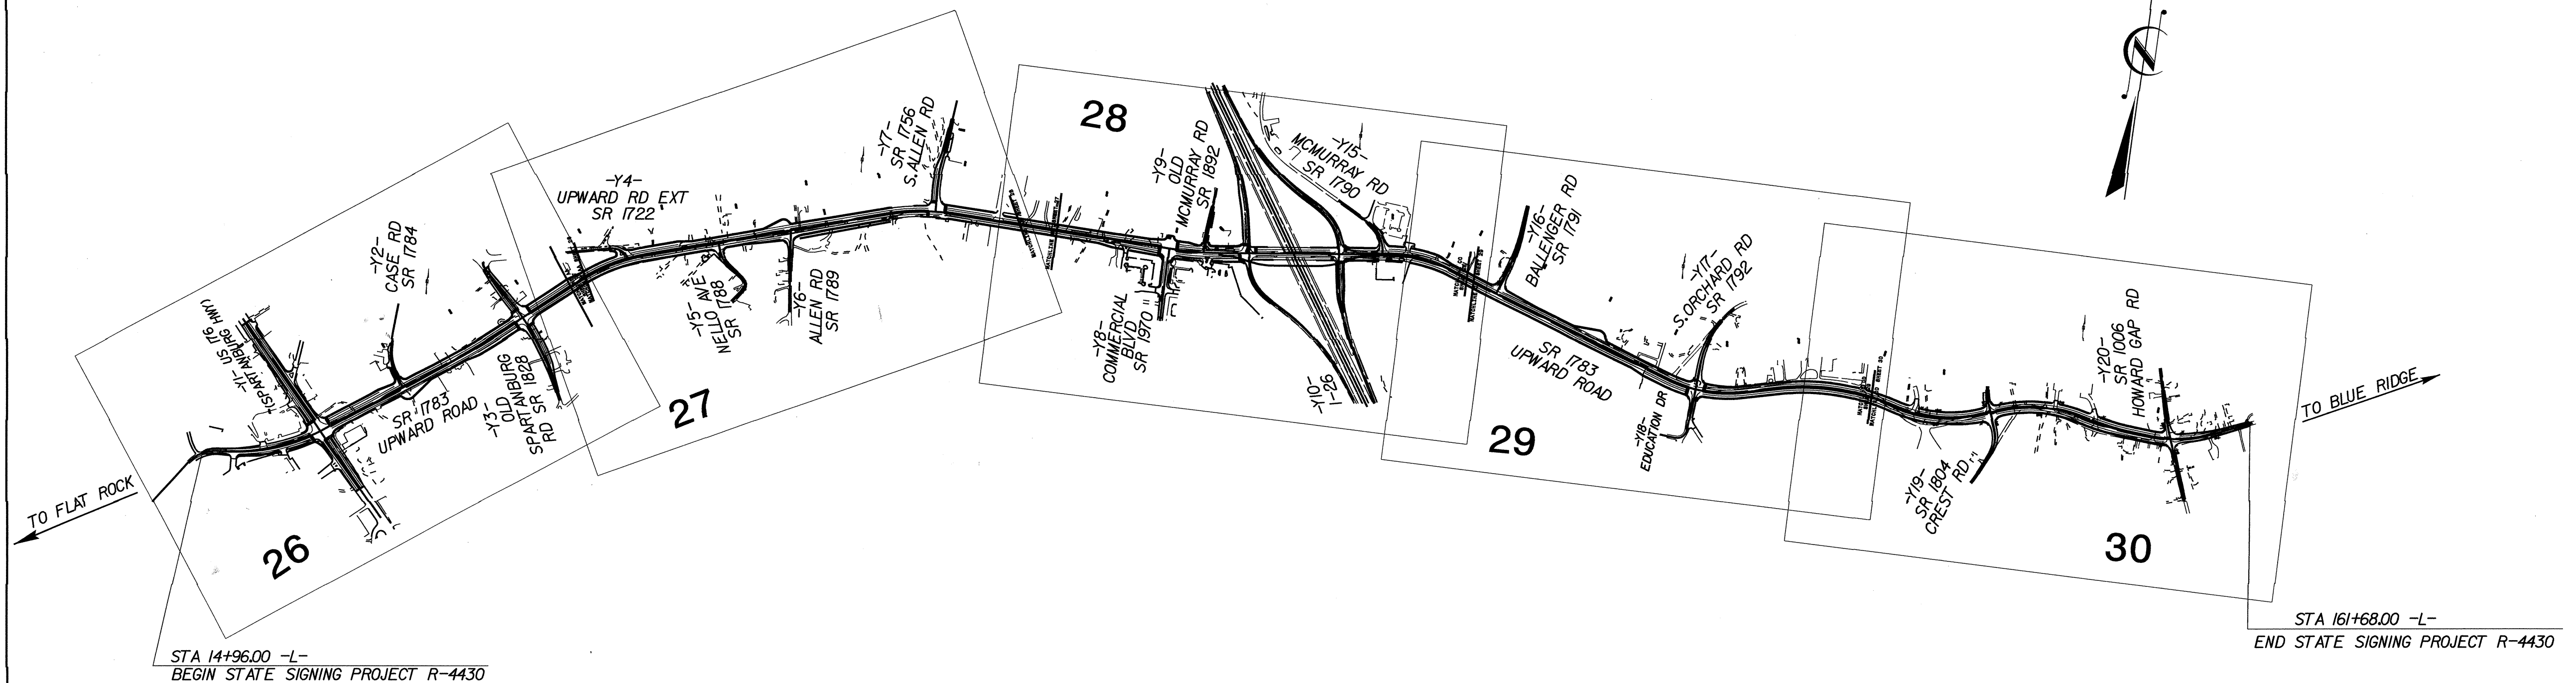 28
-Y7-
SR 1756
S. ALLEN RD
-Y9-
OLD
MCMURRAY RD
SR 1892
-Y15-
MCMURRAY RD
SR 1790
-Y4-
UPWARD RD EXT
SR 1722
-Y16-
BALLENGER RD
SR 1791
-Y2-
CASE RD
SR 1784
-Y17-
S. ORCHARD RD
SR 1792
-Y1- US 176
(SPARTANBURG HWY)
-Y5-
NELLO AVE
SR 1788
-Y6-
ALLEN RD
SR 1789
-Y8-
COMMERCIAL
BLVD
SR 1970
-Y10-
I-26
SR 1783
UPWARD ROAD
-Y20-
SR 1006
HOWARD GAP RD
SR 1783
UPWARD ROAD
-Y3-
OLD
SPARTANBURG
RD SR 1828
27
29
-Y18-
EDUCATION DR
-Y19-
SR 1804
CREST RD
TO BLUE RIDGE
TO FLAT ROCK
26
30
STA 14+96.00 -L-
BEGIN STATE SIGNING PROJECT R-4430
STA 161+68.00 -L-
END STATE SIGNING PROJECT R-4430